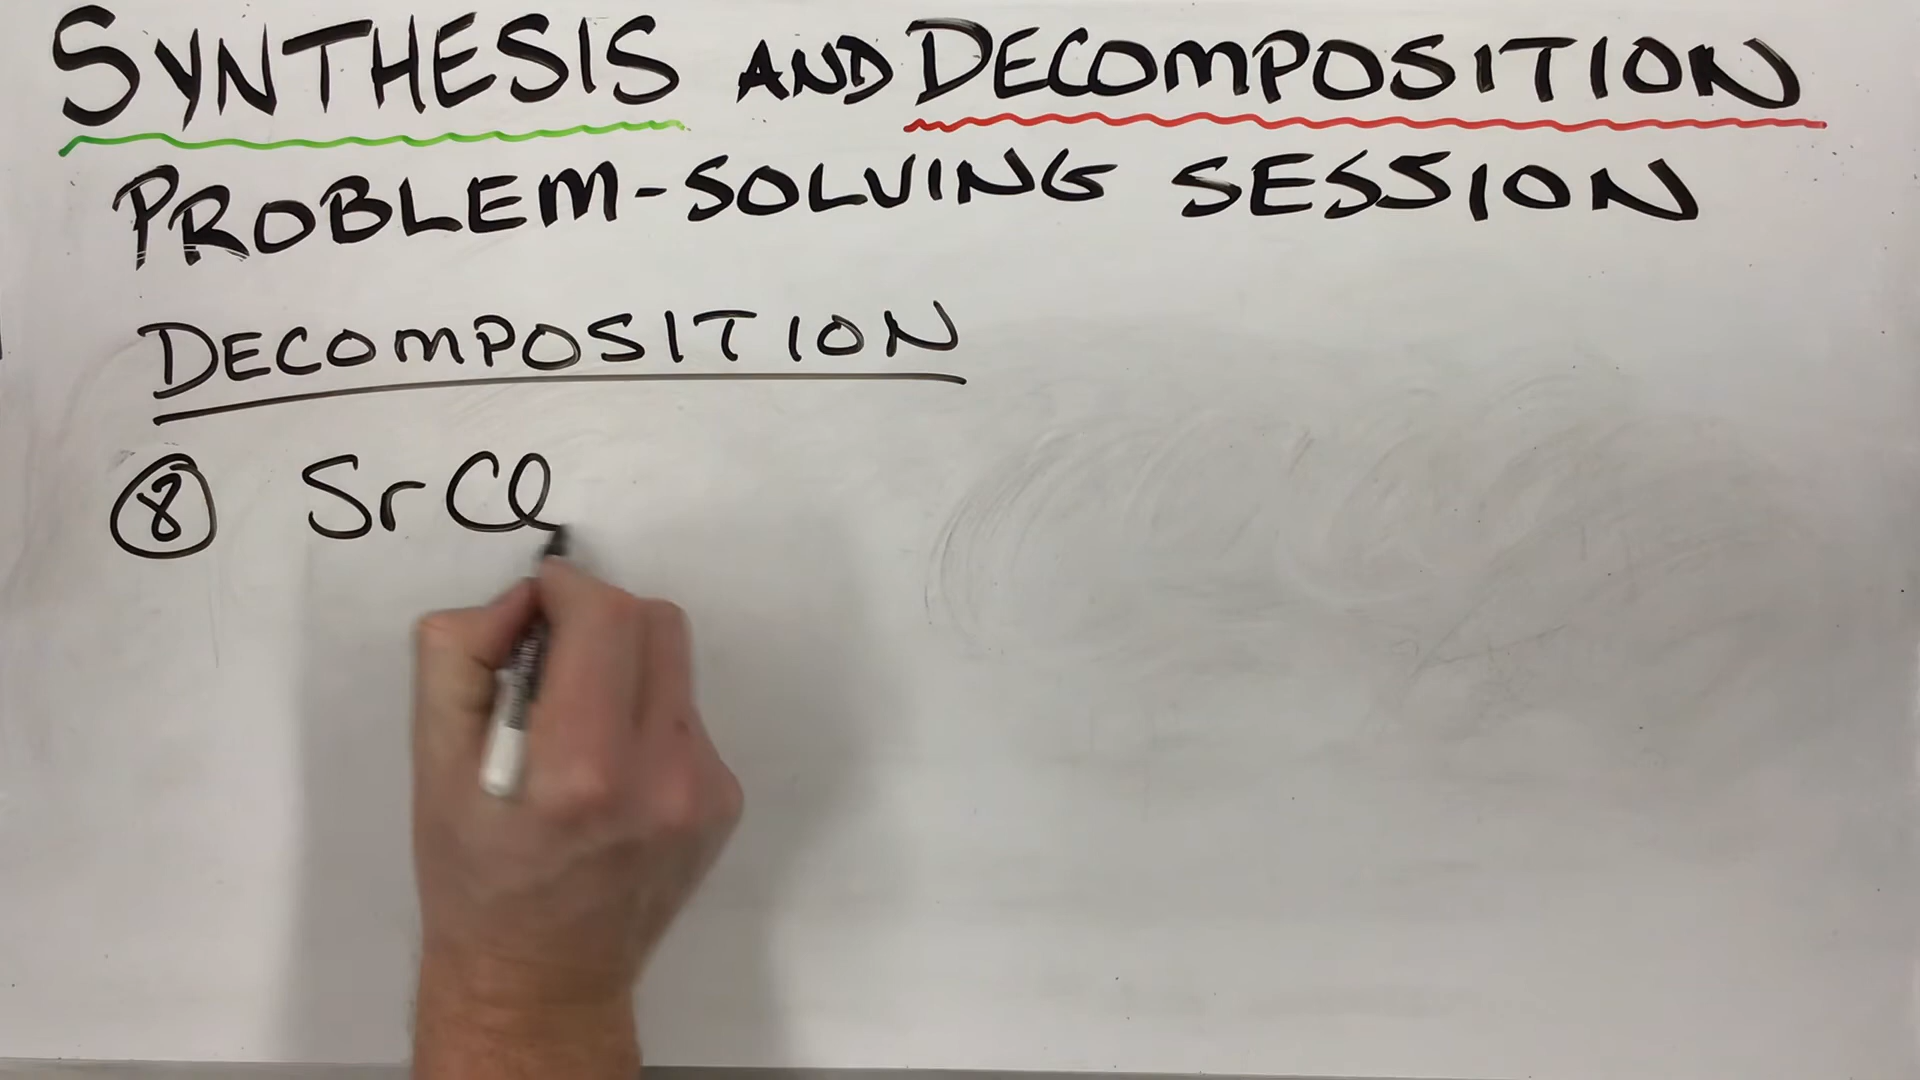 SYNTHESIS AND DECOMPOSITION
PROBLEM-SOLVING SESSION
DECOMPOSITION
8 SrCl